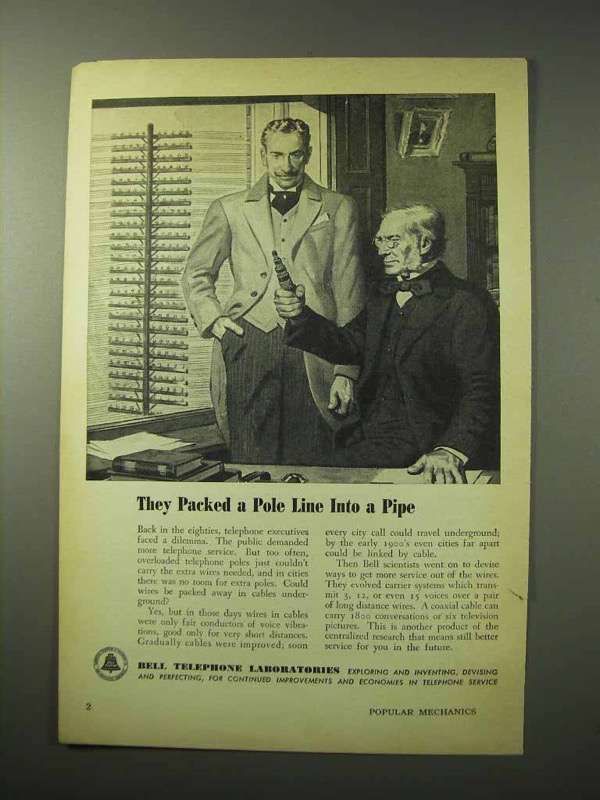 They Packed a Pole Line Into a Pipe
Back in the eighties, telephone executives
faced a dilemma. The public demanded
more telephone service. But too often,
overloaded telephone poles just couldn't
carry the extra wires needed, and in cities
there was no room for extra poles. Could
wires be packed away in cables under-
ground?
Yes, but in those days wires in cables
were only fair conductors of voice vibra-
tions, good only for very short distances.
Gradually cables were improved; soon
every city call could travel underground;
by the early 1900's even cities far apart
could be linked by cable.
Then Bell scientists went on to devise
ways to get more service out of the wires.
They evolved carrier systems which trans-
mit 3, 12, or even 15 voices over a pair
of long distance wires. A coaxial cable can
carry 1800 conversations or six television
pictures. This is another product of the
centralized research that means still better
service for you in the future.
BELL TELEPHONE LABORATORIES EXPLORING AND INVENTING, DEVISING
AND PERFECTING, FOR CONTINUED IMPROVEMENTS AND ECONOMIES IN TELEPHONE SERVICE
2
POPULAR MECHANICS